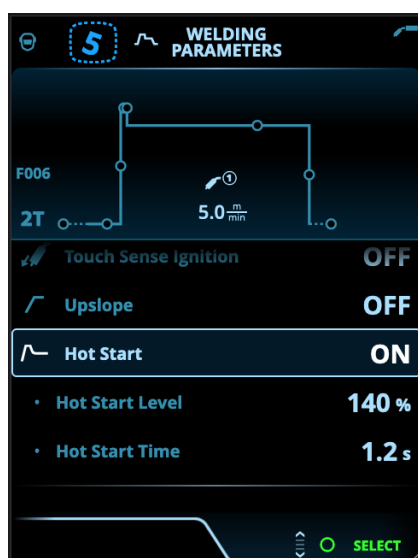 5
WELDING
PARAMETERS
F006
1
2T
5.0 m/min
Touch Sense Ignition OFF
Upslope OFF
Hot Start ON
• Hot Start Level 140 %
• Hot Start Time 1.2 s
SELECT